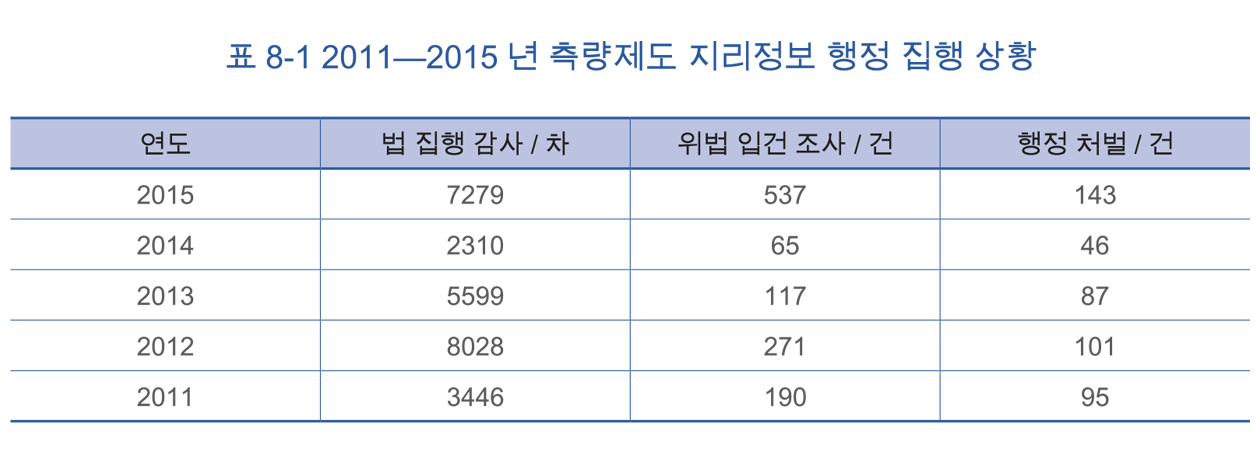 표 8-1 2011—2015 년 측량제도 지리정보 행정 집행 상황
연도 법 집행 감사 / 차 위법 입건 조사 / 건 행정 처벌 / 건
2015 7279 537 143
2014 2310 65 46
2013 5599 117 87
2012 8028 271 101
2011 3446 190 95